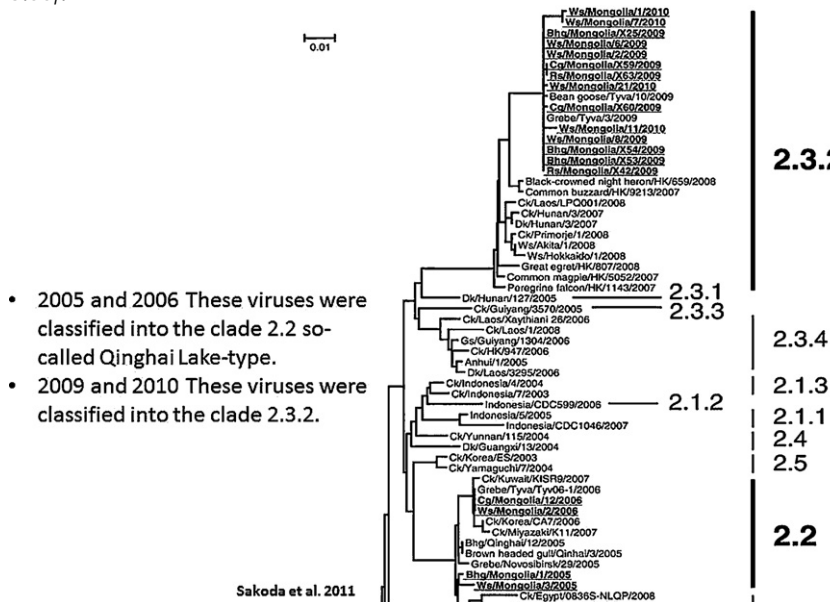 0.01
Ws/Mongolia/1/2010
Ws/Mongolia/7/2010
Bhg/Mongolia/X25/2009
Ws/Mongolia/6/2009
Ws/Mongolia/2/2009
Cg/Mongolia/X59/2009
Rs/Mongolia/X63/2009
Ws/Mongolia/21/2010
Bean goose/Tyva/10/2009
Cg/Mongolia/X60/2009
Grebe/Tyva/3/2009
Ws/Mongolia/11/2010
Ws/Mongolia/8/2009
Bhg/Mongolia/X54/2009
Bhg/Mongolia/X53/2009
Rs/Mongolia/X42/2009
Black-crowned night heron/HK/659/2008
Common buzzard/HK/9213/2007
Ck/Laos/LPQ001/2008
Ck/Hunan/3/2007
Dk/Hunan/3/2007
Ck/Primorje/1/2008
Ws/Akita/1/2008
Ws/Hokkaido/1/2008
Great egret/HK/807/2008
Common magpie/HK/5052/2007
Peregrine falcon/HK/1143/2007
2.3.2
Dk/Hunan/127/2005
2.3.1
Ck/Guiyang/3570/2005
2.3.3
Ck/Laos/Xaythiani 26/2006
Ck/Laos/1/2008
Gs/Guiyang/1304/2006
Ck/HK/947/2006
Anhui/1/2005
Dk/Laos/3295/2006
2.3.4
Ck/Indonesia/4/2004
Ck/Indonesia/7/2003
2.1.3
Indonesia/CDC599/2006
2.1.2
Indonesia/5/2005
Indonesia/CDC1046/2007
2.1.1
Ck/Yunnan/115/2004
Dk/Guangxi/13/2004
2.4
Ck/Korea/ES/2003
Ck/Yamaguchi/7/2004
2.5
Ck/Kuwait/KISR9/2007
Grebe/Tyva/Tyv06-1/2006
Cg/Mongolia/12/2006
Ws/Mongolia/2/2006
Ck/Korea/CA7/2006
Ck/Miyazaki/K11/2007
Bhg/Qinghai/12/2005
Brown headed gull/Qinhai/3/2005
Grebe/Novosibirsk/29/2005
Bhg/Mongolia/1/2005
Ws/Mongolia/3/2005
Ck/Egypt/0836S-NLQP/2008
2.2
• 2005 and 2006 These viruses were
classified into the clade 2.2 so-
called Qinghai Lake-type.
• 2009 and 2010 These viruses were
classified into the clade 2.3.2.
Sakoda et al. 2011